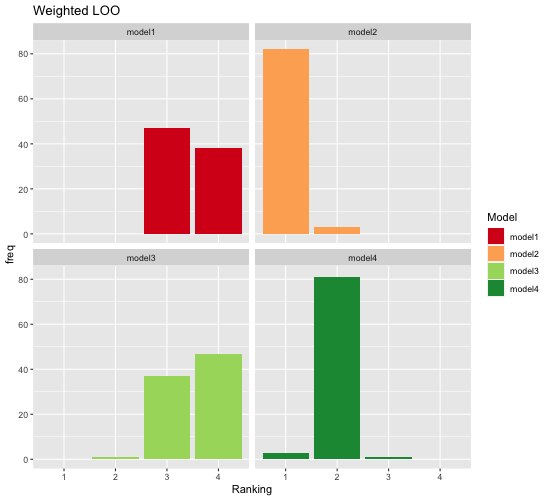 Weighted LOO
model1 model2
80
60
40
20
0
freq
model3 model4
80
60
40
20
0
1 2 3 4 1 2 3 4
Ranking
Model
model1
model2
model3
model4